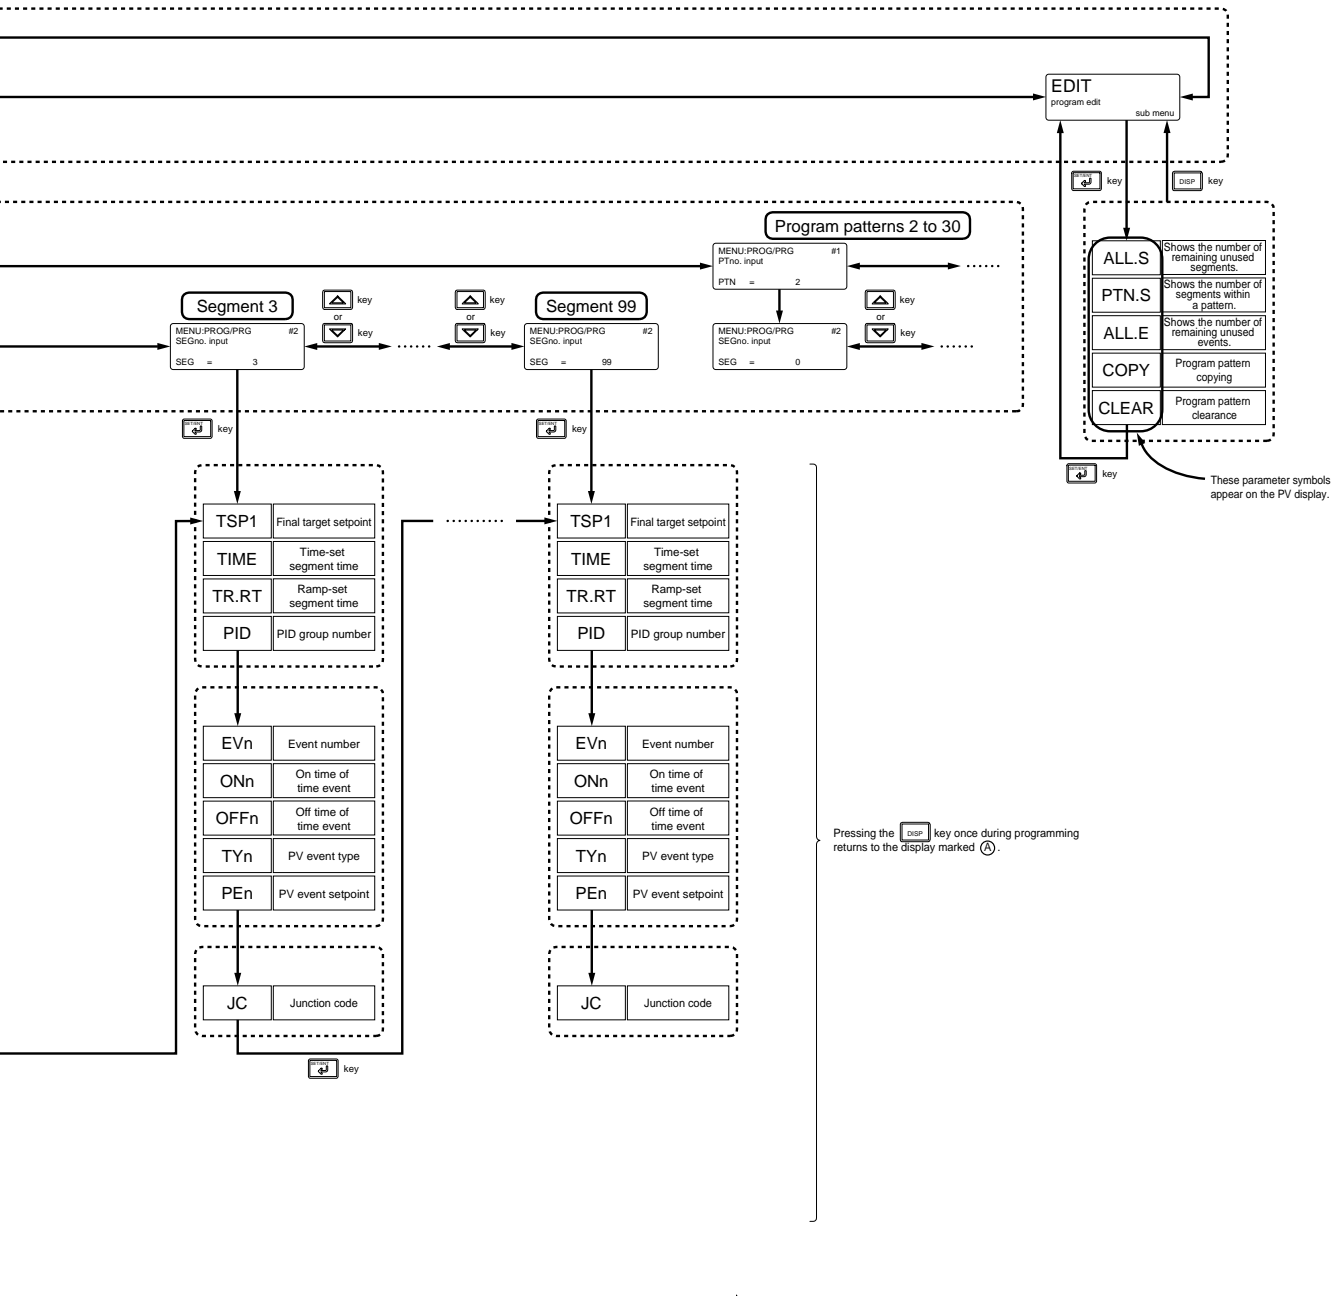 EDIT
program edit
sub menu
SET/ENT key
DISP key
Program patterns 2 to 30
MENU:PROG/PRG #1
PTno. input
PTN = 2
ALL.S Shows the number of
remaining unused
segments.
PTN.S Shows the number of
segments within
a pattern.
ALL.E Shows the number of
remaining unused
events.
COPY Program pattern
copying
CLEAR Program pattern
clearance
Segment 3
key
or
key
key
or
key
Segment 99
key
or
key
MENU:PROG/PRG #2
SEGno. input
SEG = 3
MENU:PROG/PRG #2
SEGno. input
SEG = 99
MENU:PROG/PRG #2
SEGno. input
SEG = 0
SET/ENT key
SET/ENT key
SET/ENT key
These parameter symbols
appear on the PV display.
TSP1 Final target setpoint
TIME Time-set
segment time
TR.RT Ramp-set
segment time
PID PID group number
EVn Event number
ONn On time of
time event
OFFn Off time of
time event
TYn PV event type
PEn PV event setpoint
JC Junction code
SET/ENT key
TSP1 Final target setpoint
TIME Time-set
segment time
TR.RT Ramp-set
segment time
PID PID group number
EVn Event number
ONn On time of
time event
OFFn Off time of
time event
TYn PV event type
PEn PV event setpoint
JC Junction code
Pressing the DISP key once during programming
returns to the display marked A .